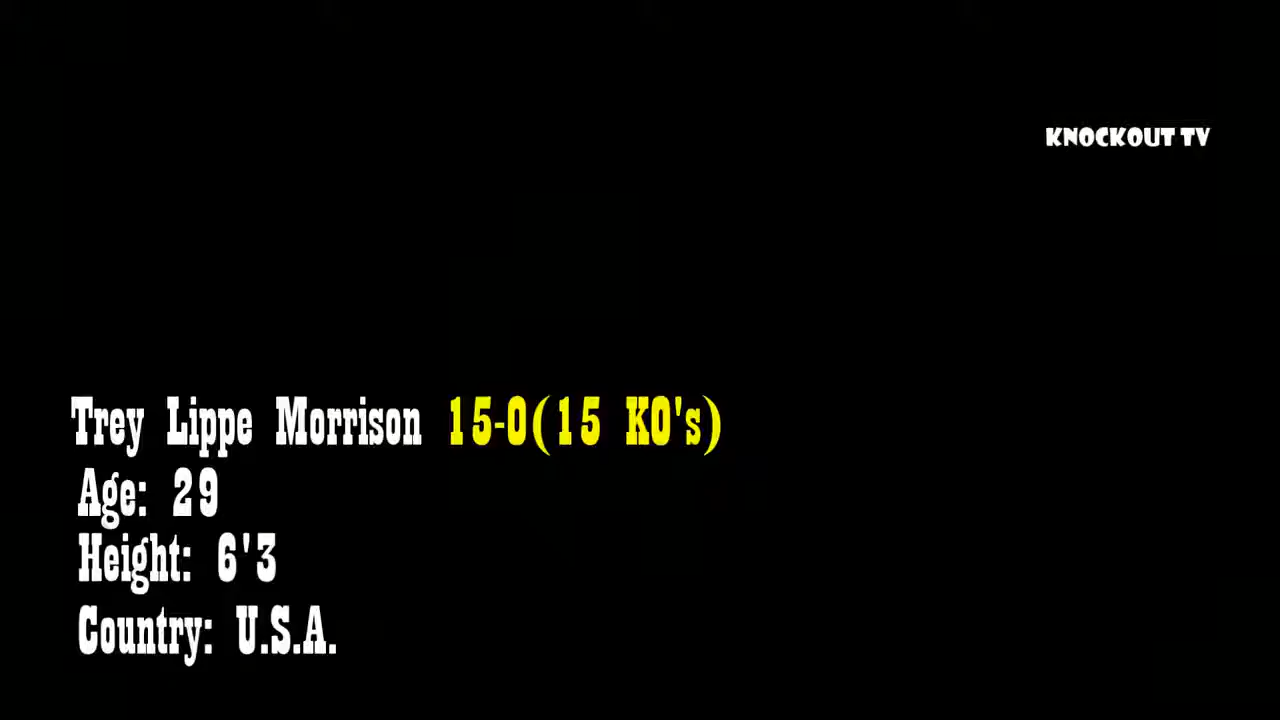 KNOCKOUT TV
Trey Lippe Morrison 15-0(15 KO's)
Age: 29
Height: 6'3
Country: U.S.A.